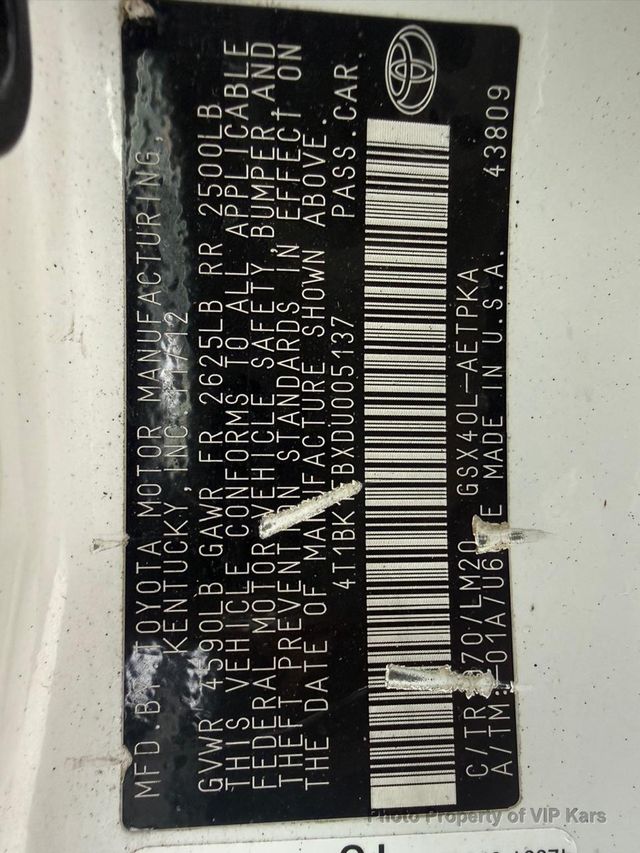 MFD.BY TOYOTA MOTOR MANUFACTURING,
KENTUCKY, INC 11/12
GVWR 4590LB GAWR FR 2625LB RR 2500LB
THIS VEHICLE CONFORMS TO ALL APPLICABLE
FEDERAL MOTOR VEHICLE SAFETY, BUMPER, AND
THEFT PREVENTION STANDARDS IN EFFECT ON
THE DATE OF MANUFACTURE SHOWN ABOVE.
PASS.CAR
GSX40L-AETPKA
MADE IN U.S.A.
43809
Photo Property of VIP Kars